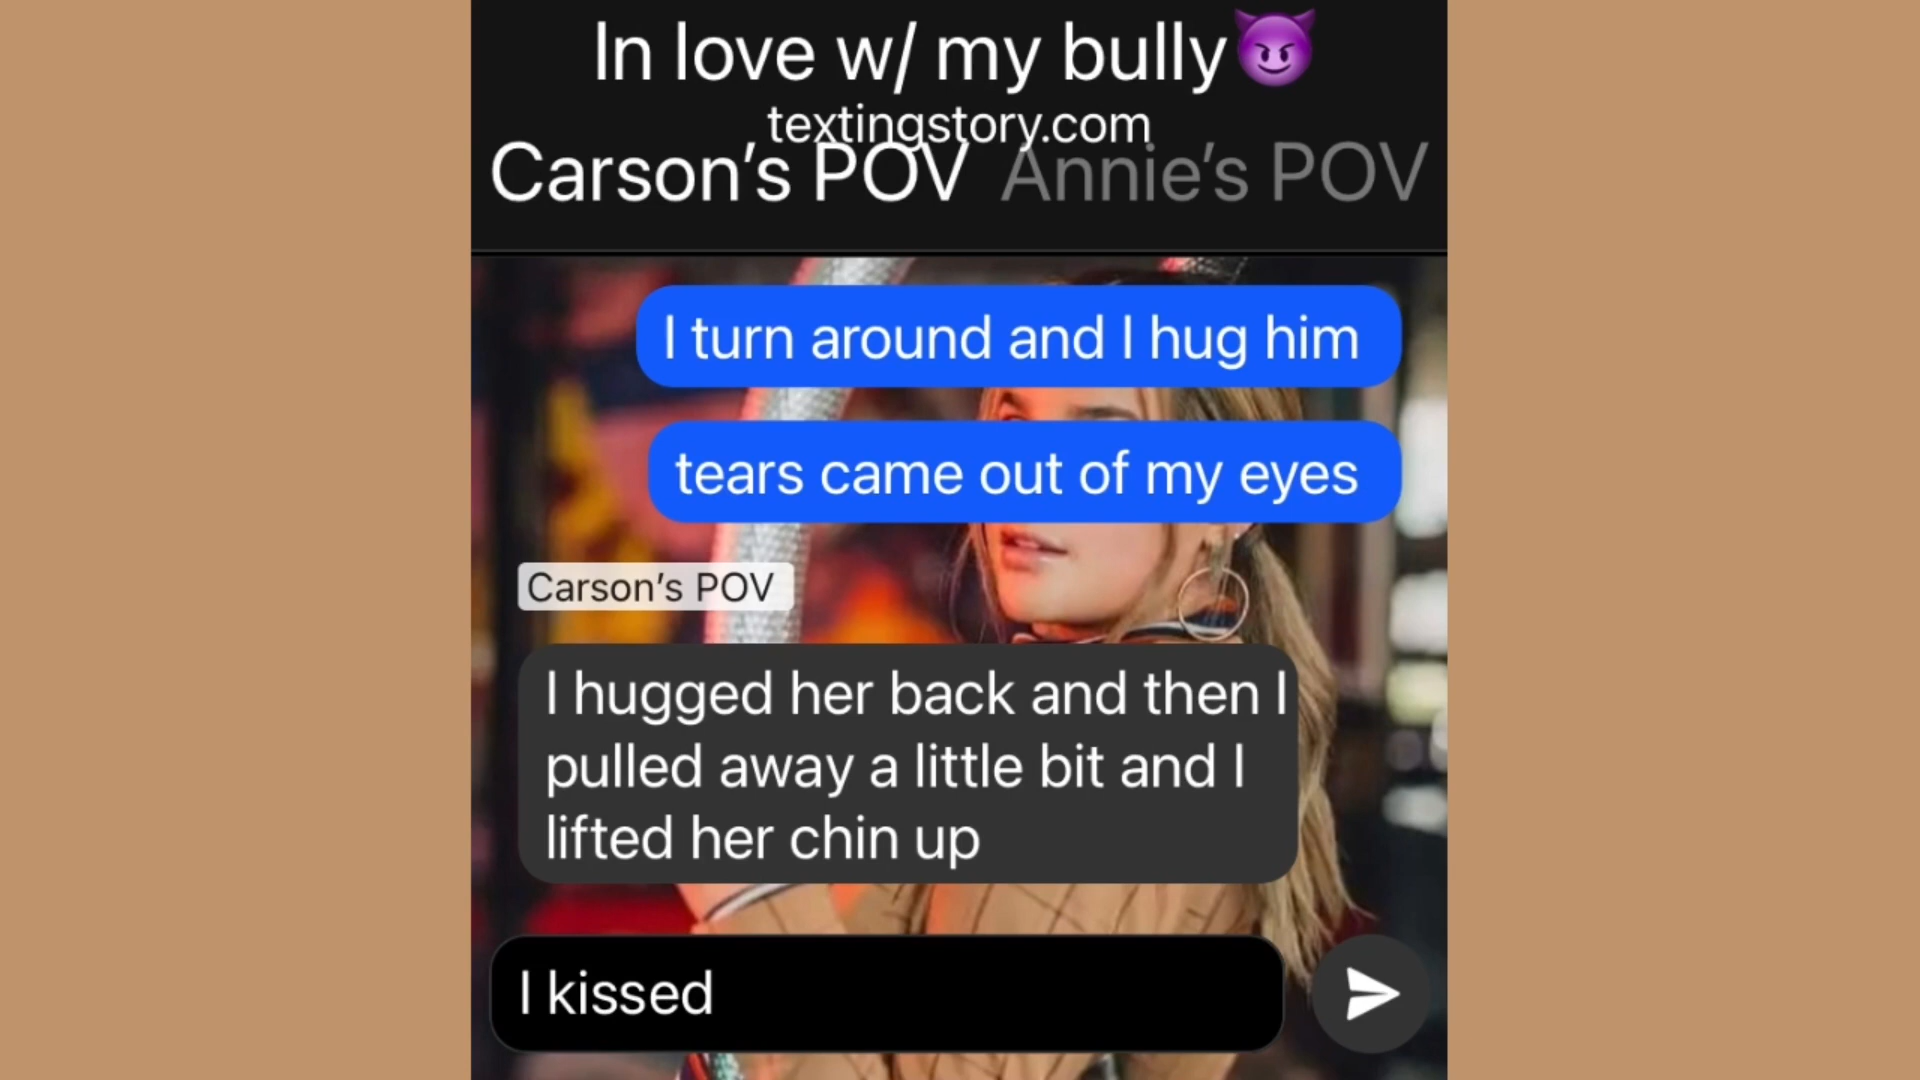 In love w/ my bully😈
textingstory.com
Carson’s POV Annie’s POV
I turn around and I hug him
tears came out of my eyes
Carson’s POV
I hugged her back and then I
pulled away a little bit and I
lifted her chin up
I kissed